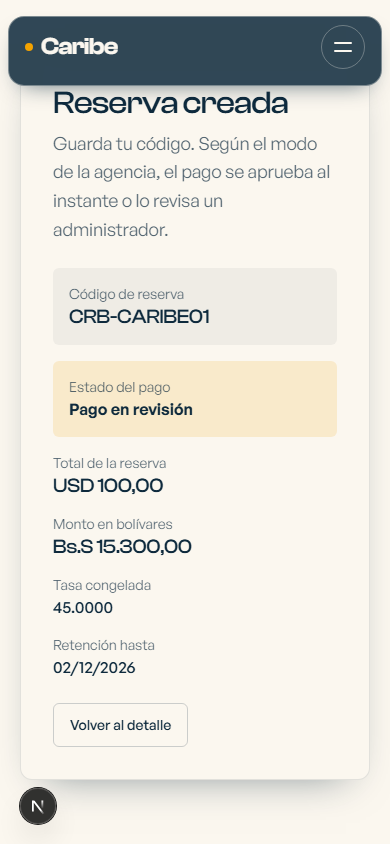 Caribe
Reserva creada
Guarda tu código. Según el modo
de la agencia, el pago se aprueba al
instante o lo revisa un
administrador.
Código de reserva
CRB-CARIBE01
Estado del pago
Pago en revisión
Total de la reserva
USD 100,00
Monto en bolívares
Bs.S 15.300,00
Tasa congelada
45.0000
Retención hasta
02/12/2026
Volver al detalle
N